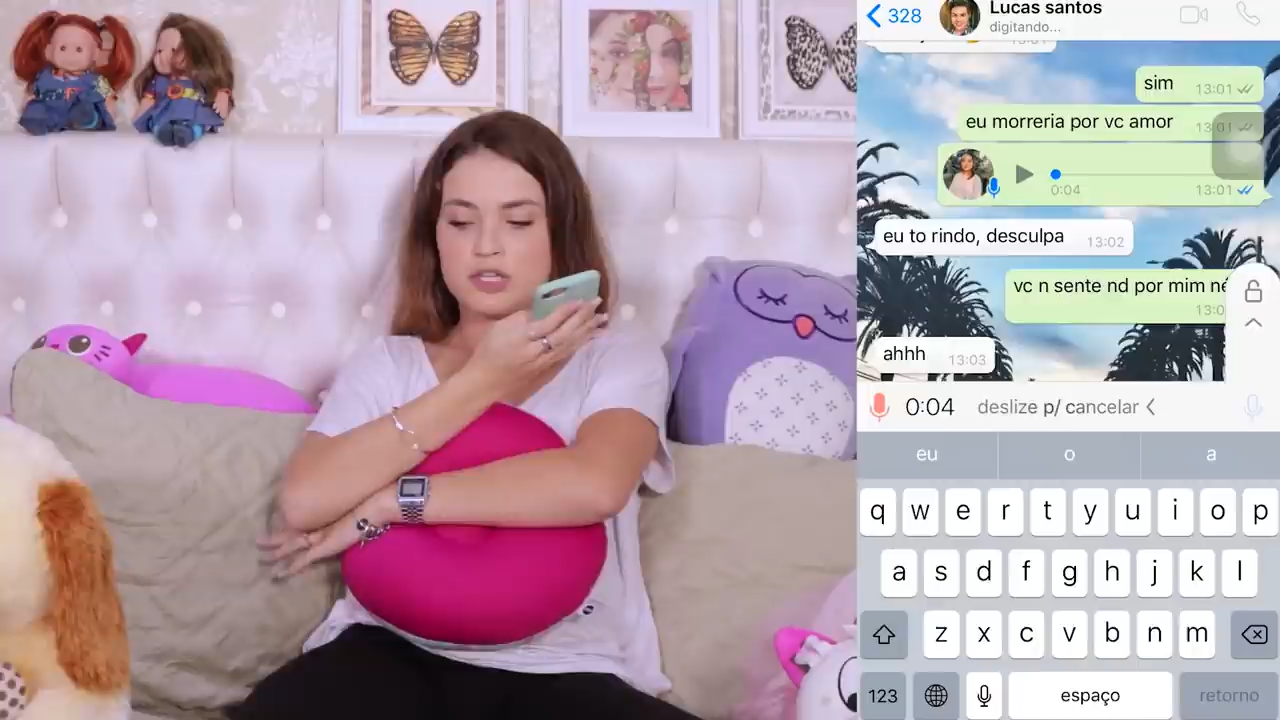 328
Lucas santos
digitando...
sim 13:01
eu morreria por vc amor 13:01
0:04 13:01
eu to rindo, desculpa 13:02
vc n sente nd por mim né
13:0
ahhh 13:03
0:04 deslize p/ cancelar
eu o a
q w e r t y u i o p
a s d f g h j k l
z x c v b n m
123 espaço retorno